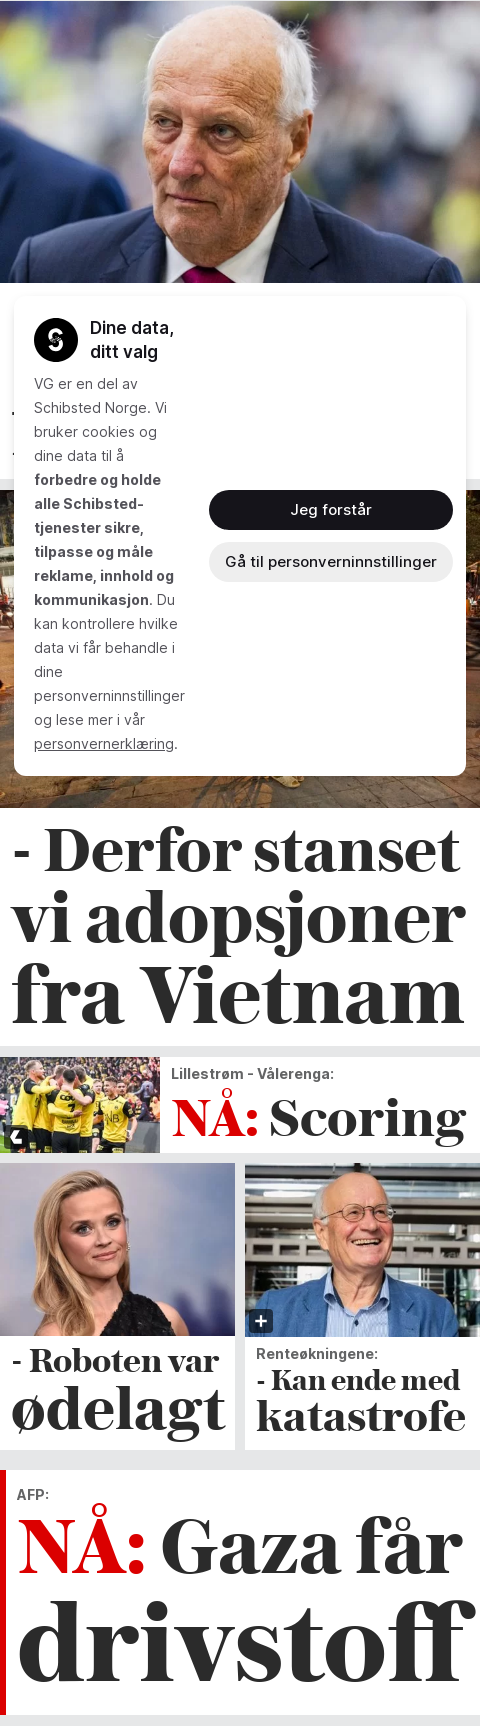 Dine data,
ditt valg
VG er en del av
Schibsted Norge. Vi
bruker cookies og
dine data til å
forbedre og holde
alle Schibsted-
tjenester sikre,
tilpasse og måle
reklame, innhold og
kommunikasjon. Du
kan kontrollere hvilke
data vi får behandle i
dine
personverninnstillinger
og lese mer i vår
personvernerklæring.
Jeg forstår
Gå til personverninnstillinger
- Derfor stanset
vi adopsjoner
fra Vietnam
Lillestrøm - Vålerenga:
NÅ: Scoring
- Roboten var
ødelagt
Renteøkningene:
- Kan ende med
katastrofe
AFP:
NÅ: Gaza får
drivstoff